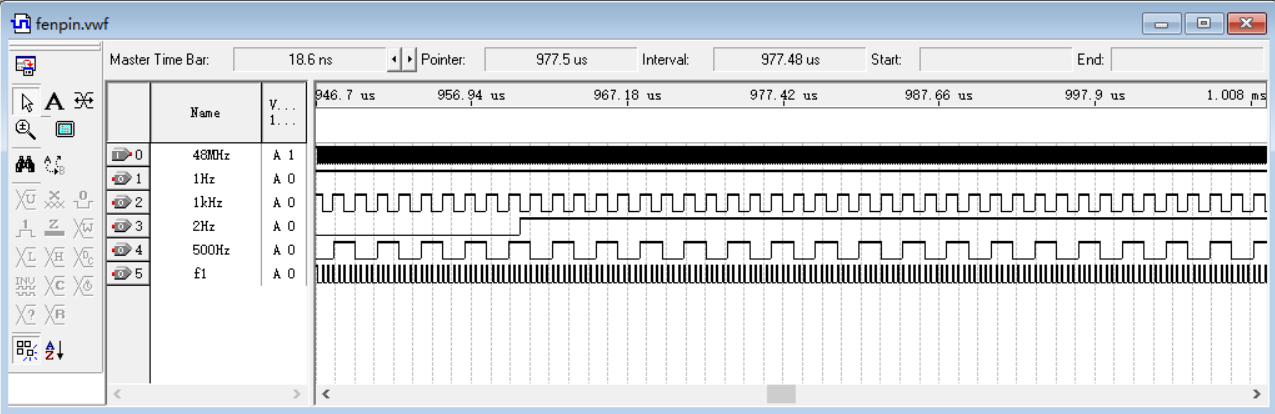 fenpin.vwf
Master Time Bar: 18.6 ns Pointer: 977.5 us Interval: 977.48 us Start: End:
Name V... 1...
946.7 us 956.94 us 967.18 us 977.42 us 987.66 us 997.9 us 1.008 ms
0 48MHz A 1
1 1Hz A 0
2 1kHz A 0
3 2Hz A 0
4 500Hz A 0
5 f1 A 0